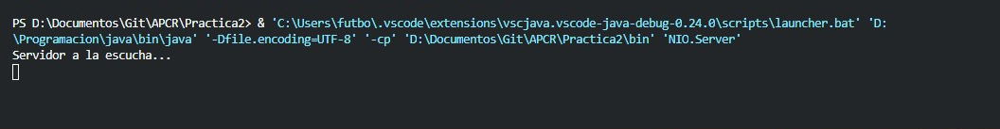 PS D:\Documentos\Git\APCR\Practica2> & 'C:\Users\futbo\.vscode\extensions\vscjava.vscode-java-debug-0.24.0\scripts\launcher.bat' 'D:
\Programacion\java\bin\java' '-Dfile.encoding=UTF-8' '-cp' 'D:\Documentos\Git\APCR\Practica2\bin' 'NIO.Server'
Servidor a la escucha...